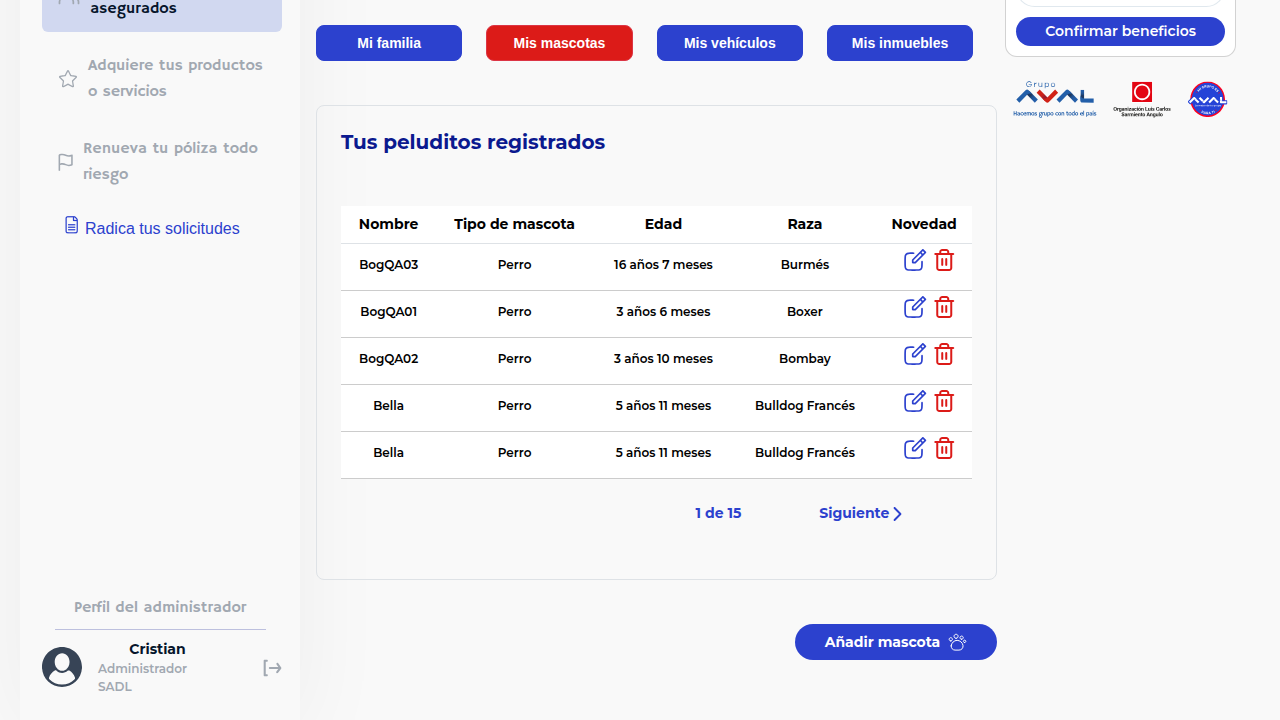 asegurados
Adquiere tus productos
o servicios
Renueva tu póliza todo
riesgo
Radica tus solicitudes
Perfil del administrador
Cristian
Administrador
SADL
Mi familia
Mis mascotas
Mis vehículos
Mis inmuebles
Tus peluditos registrados
Nombre Tipo de mascota Edad Raza Novedad
BogQA03 Perro 16 años 7 meses Burmés
BogQA01 Perro 3 años 6 meses Boxer
BogQA02 Perro 3 años 10 meses Bombay
Bella Perro 5 años 11 meses Bulldog Francés
Bella Perro 5 años 11 meses Bulldog Francés
1 de 15 Siguiente
Añadir mascota
Confirmar beneficios
Grupo
AVAL
Hacemos grupo con todo el país
Organización Luis Carlos
Sarmiento Angulo
AVAL